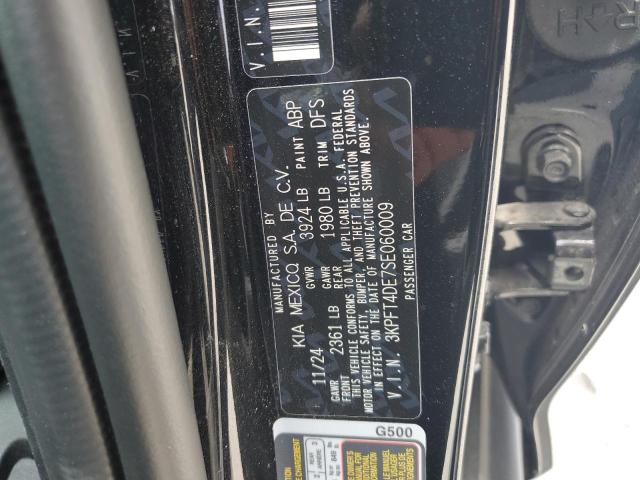 V.I.N.
MANUFACTURED BY
KIA MEXICO, S.A. DE C.V.
11/24 GVWR 3924 LB PAINT ABP
GAWR FRONT 2361 LB GAWR REAR 1980 LB TRIM DFS
THIS VEHICLE CONFORMS TO ALL APPLICABLE U.S.A. FEDERAL
MOTOR VEHICLE SAFETY, BUMPER, AND THEFT PREVENTION STANDARDS
IN EFFECT ON THE DATE OF MANUFACTURE SHOWN ABOVE.
V.I.N. 3KPFT4DE7SE060009
PASSENGER CAR
G500
REAR